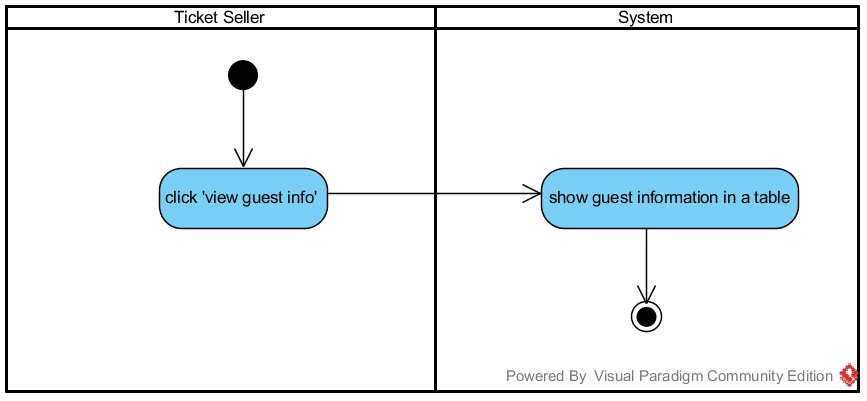 Ticket Seller
System
click 'view guest info'
show guest information in a table
Powered By Visual Paradigm Community Edition